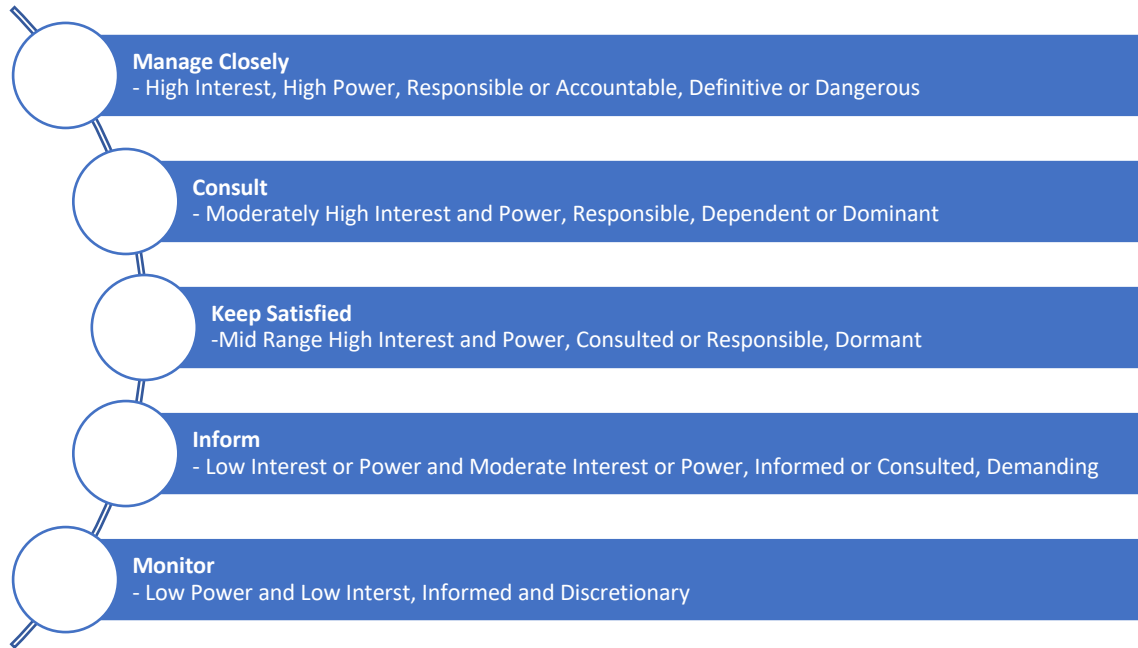 Manage Closely
- High Interest, High Power, Responsible or Accountable, Definitive or Dangerous
Consult
- Moderately High Interest and Power, Responsible, Dependent or Dominant
Keep Satisfied
-Mid Range High Interest and Power, Consulted or Responsible, Dormant
Inform
- Low Interest or Power and Moderate Interest or Power, Informed or Consulted, Demanding
Monitor
- Low Power and Low Interst, Informed and Discretionary